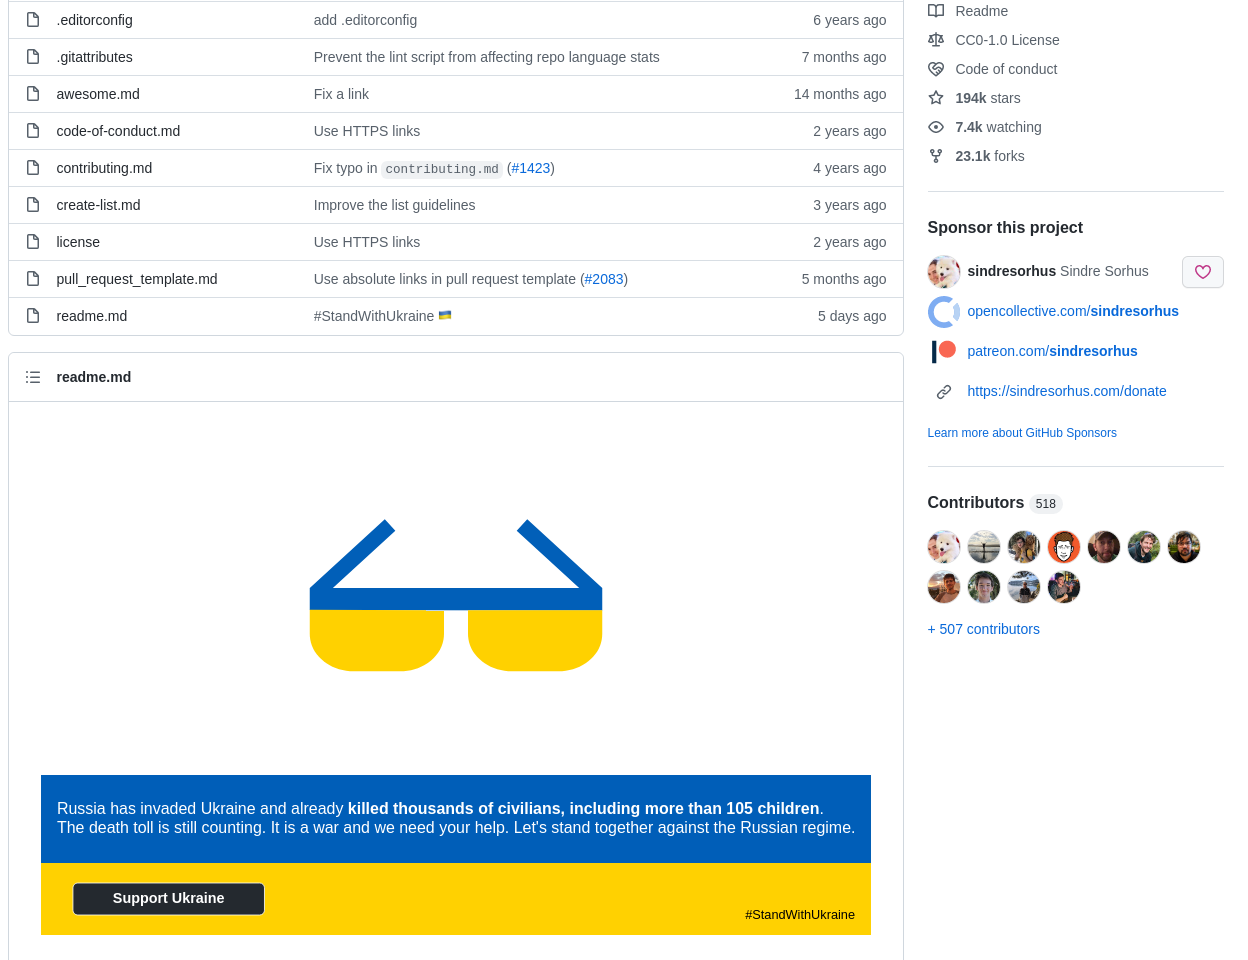 .editorconfig add .editorconfig 6 years ago
.gitattributes Prevent the lint script from affecting repo language stats 7 months ago
awesome.md Fix a link 14 months ago
code-of-conduct.md Use HTTPS links 2 years ago
contributing.md Fix typo in contributing.md (#1423) 4 years ago
create-list.md Improve the list guidelines 3 years ago
license Use HTTPS links 2 years ago
pull_request_template.md Use absolute links in pull request template (#2083) 5 months ago
readme.md #StandWithUkraine 🇺🇦 5 days ago
readme.md
Russia has invaded Ukraine and already killed thousands of civilians, including more than 105 children.
The death toll is still counting. It is a war and we need your help. Let's stand together against the Russian regime.
Support Ukraine
#StandWithUkraine
Readme
CC0-1.0 License
Code of conduct
194k stars
7.4k watching
23.1k forks
Sponsor this project
sindresorhus Sindre Sorhus
opencollective.com/sindresorhus
patreon.com/sindresorhus
https://sindresorhus.com/donate
Learn more about GitHub Sponsors
Contributors 518
+ 507 contributors